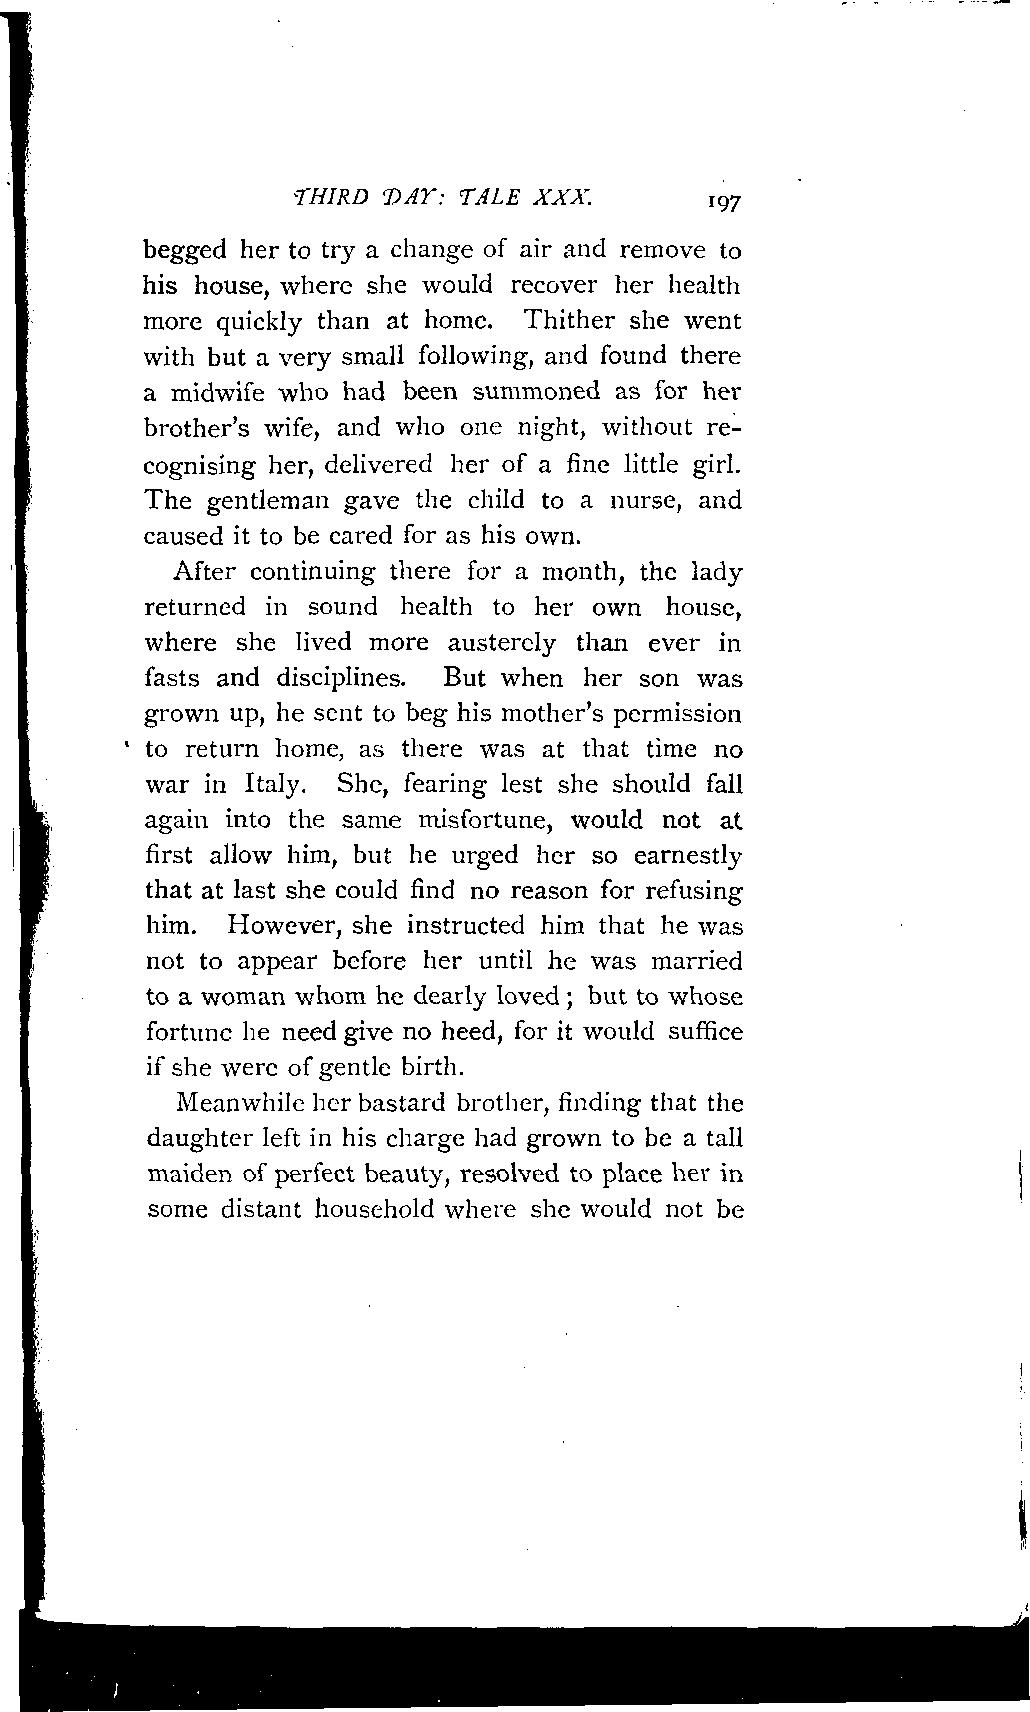 THIRD DAY: TALE XXX. 197
begged her to try a change of air and remove to
his house, where she would recover her health
more quickly than at home. Thither she went
with but a very small following, and found there
a midwife who had been summoned as for her
brother's wife, and who one night, without re-
cognising her, delivered her of a fine little girl.
The gentleman gave the child to a nurse, and
caused it to be cared for as his own.
After continuing there for a month, the lady
returned in sound health to her own house,
where she lived more austerely than ever in
fasts and disciplines. But when her son was
grown up, he sent to beg his mother's permission
to return home, as there was at that time no
war in Italy. She, fearing lest she should fall
again into the same misfortune, would not at
first allow him, but he urged her so earnestly
that at last she could find no reason for refusing
him. However, she instructed him that he was
not to appear before her until he was married
to a woman whom he dearly loved; but to whose
fortune he need give no heed, for it would suffice
if she were of gentle birth.
Meanwhile her bastard brother, finding that the
daughter left in his charge had grown to be a tall
maiden of perfect beauty, resolved to place her in
some distant household where she would not be